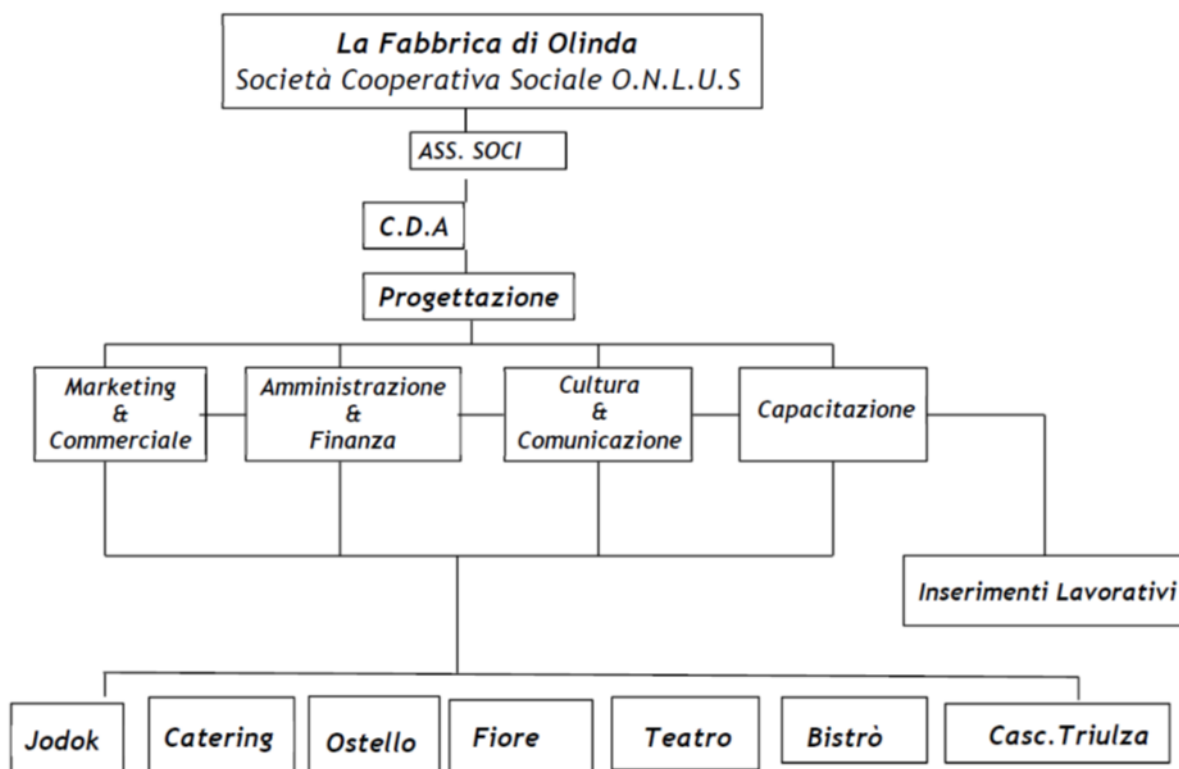 La Fabbrica di Olinda
Società Cooperativa Sociale O.N.L.U.S
ASS. SOCI
C.D.A
Progettazione
Marketing
&
Commerciale
Amministrazione
&
Finanza
Cultura
&
Comunicazione
Capacitazione
Inserimenti Lavorativi
Jodok
Catering
Ostello
Fiore
Teatro
Bistrò
Casc.Triulza